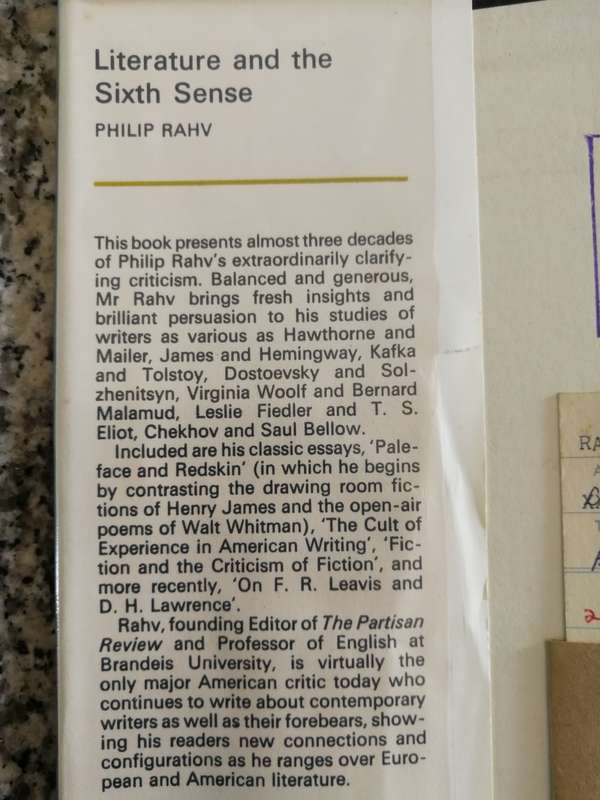 Literature and the
Sixth Sense
PHILIP RAHV
This book presents almost three decades
of Philip Rahv's extraordinarily clarify-
ing criticism. Balanced and generous,
Mr Rahv brings fresh insights and
brilliant persuasion to his studies of
writers as various as Hawthorne and
Mailer, James and Hemingway, Kafka
and Tolstoy, Dostoevsky and Sol-
zhenitsyn, Virginia Woolf and Bernard
Malamud, Leslie Fiedler and T. S.
Eliot, Chekhov and Saul Bellow.
Included are his classic essays, 'Pale-
face and Redskin' (in which he begins
by contrasting the drawing room fic-
tions of Henry James and the open-air
poems of Walt Whitman), 'The Cult of
Experience in American Writing', 'Fic-
tion and the Criticism of Fiction', and
more recently, 'On F. R. Leavis and
D. H. Lawrence'.
Rahv, founding Editor of The Partisan
Review and Professor of English at
Brandeis University, is virtually the
only major American critic today who
continues to write about contemporary
writers as well as their forebears, show-
ing his readers new connections and
configurations as he ranges over Euro-
pean and American literature.
RA